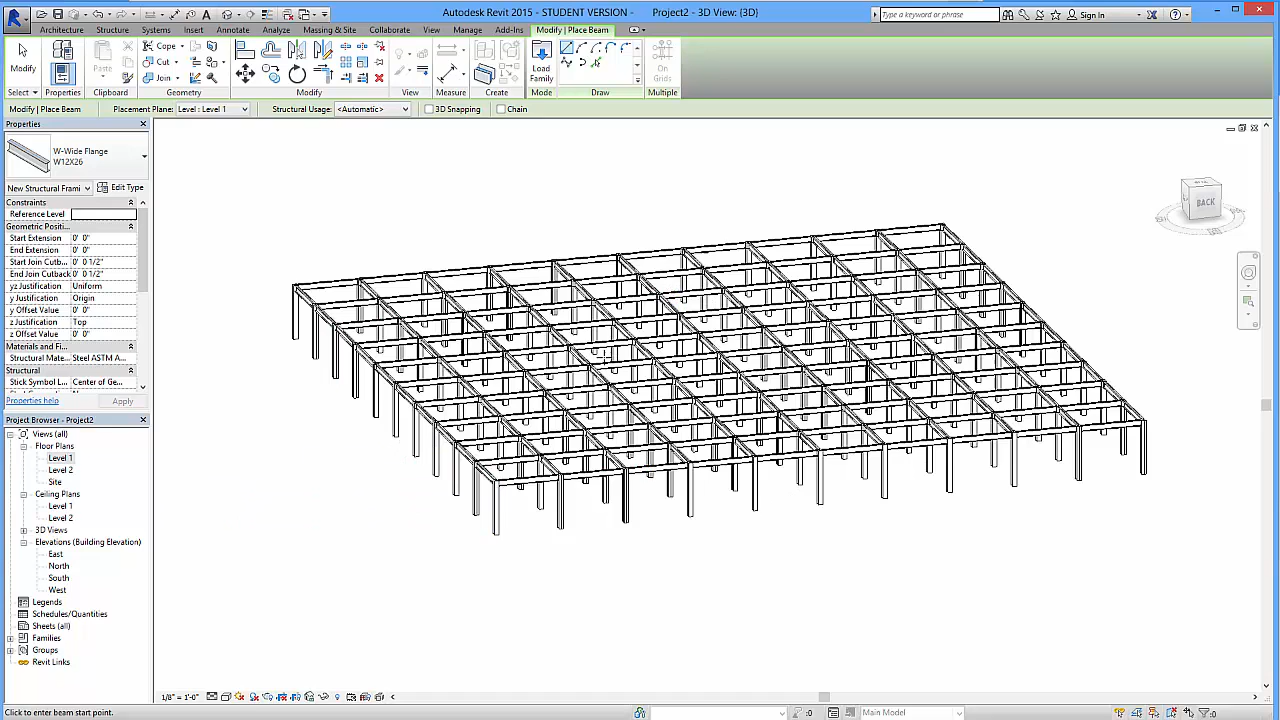 Autodesk Revit 2015 - STUDENT VERSION - Project2 - 3D View: {3D}
Type a keyword or phrase
Sign In
Architecture Structure Systems Insert Annotate Analyze Massing & Site Collaborate View Manage Add-Ins Modify | Place Beam
Modify
Properties
Paste
Cope
Cut
Join
Load
Family
On
Grids
Select Properties Clipboard Geometry Modify View Measure Create Mode Draw Multiple
Modify | Place Beam Placement Plane: Level : Level 1 Structural Usage: <Automatic> 3D Snapping Chain
Properties
W-Wide Flange
W12X26
New Structural Frami Edit Type
Constraints
Reference Level
Geometric Positi...
Start Extension 0' 0"
End Extension 0' 0"
Start Join Cutb... 0' 0 1/2"
End Join Cutback 0' 0 1/2"
yz Justification Uniform
y Justification Origin
y Offset Value 0' 0"
z Justification Top
z Offset Value 0' 0"
Materials and Fi...
Structural Mate... Steel ASTM A...
Structural
Stick Symbol L... Center of Ge...
Properties help Apply
Project Browser - Project2
Views (all)
Floor Plans
Level 1
Level 2
Site
Ceiling Plans
Level 1
Level 2
3D Views
Elevations (Building Elevation)
East
North
South
West
Legends
Schedules/Quantities
Sheets (all)
Families
Groups
Revit Links
BACK
1/8" = 1'-0"
Click to enter beam start point.
:0 Main Model :0